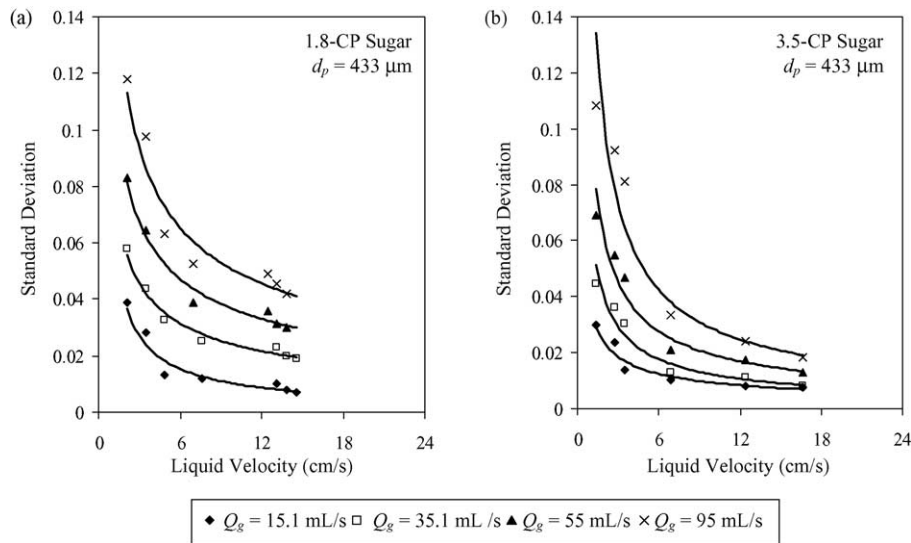 (a)
1.8-CP Sugar
dp = 433 µm
Standard Deviation
0.14
0.12
0.1
0.08
0.06
0.04
0.02
0
0 6 12 18 24
Liquid Velocity (cm/s)
(b)
3.5-CP Sugar
dp = 433 µm
Standard Deviation
0.14
0.12
0.1
0.08
0.06
0.04
0.02
0
0 6 12 18 24
Liquid Velocity (cm/s)
Qg = 15.1 mL/s Qg = 35.1 mL /s Qg = 55 mL/s Qg = 95 mL/s